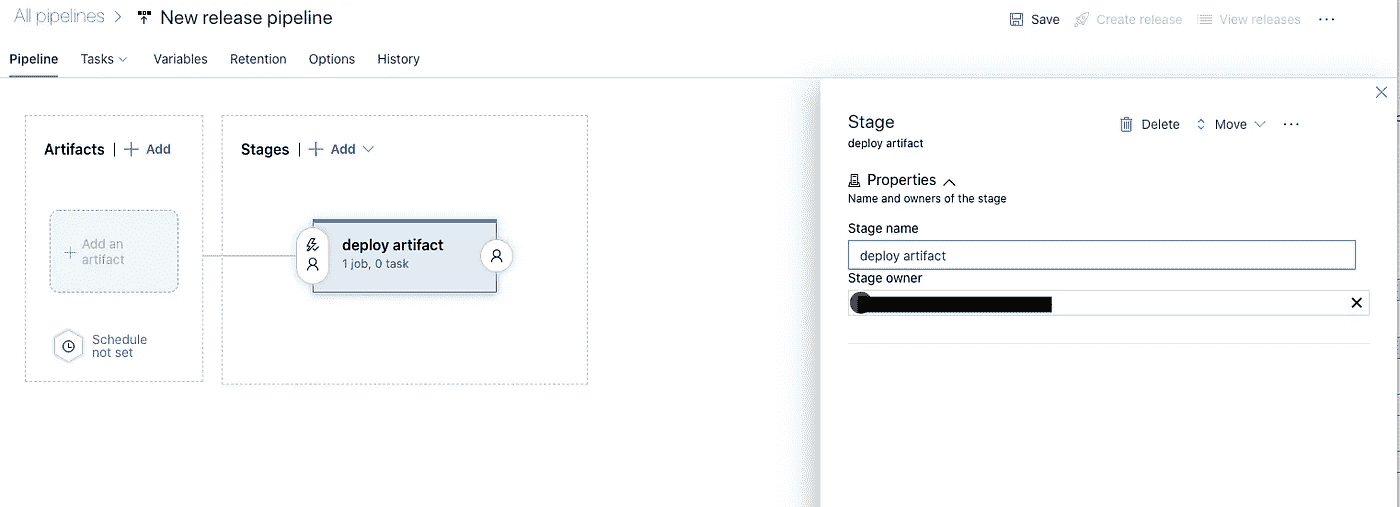 All pipelines > New release pipeline
Save Create release View releases ...
Pipeline Tasks Variables Retention Options History
Artifacts | + Add
Stages | + Add
+ Add an
artifact
deploy artifact
1 job, 0 task
Schedule
not set
Stage
deploy artifact
Delete Move ...
Properties
Name and owners of the stage
Stage name
deploy artifact
Stage owner